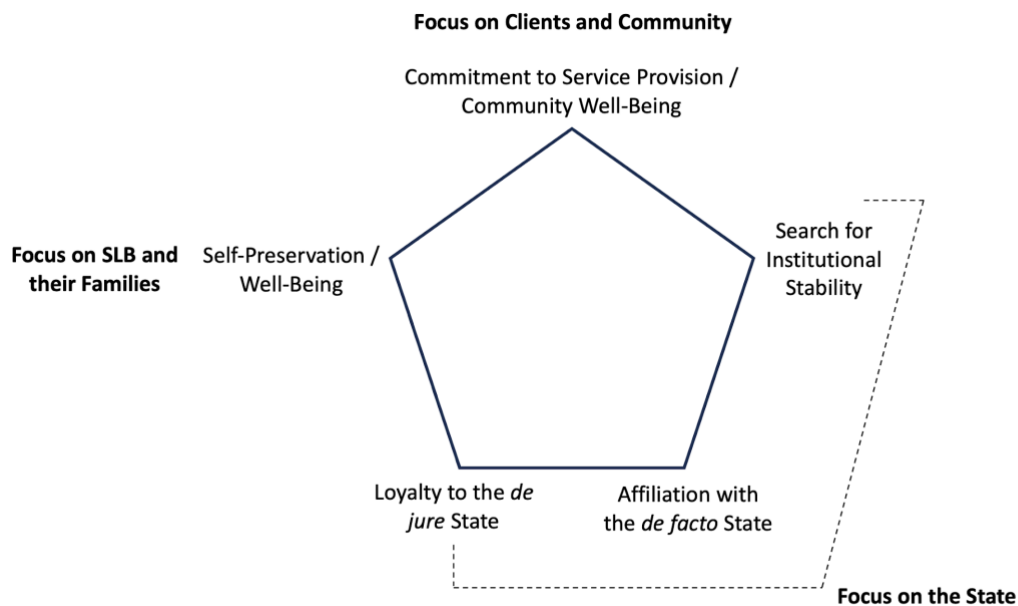 Focus on Clients and Community
Commitment to Service Provision /
Community Well-Being
Search for
Institutional
Stability
Focus on SLB and
their Families
Self-Preservation /
Well-Being
Loyalty to the de
jure State
Affiliation with
the de facto State
Focus on the State